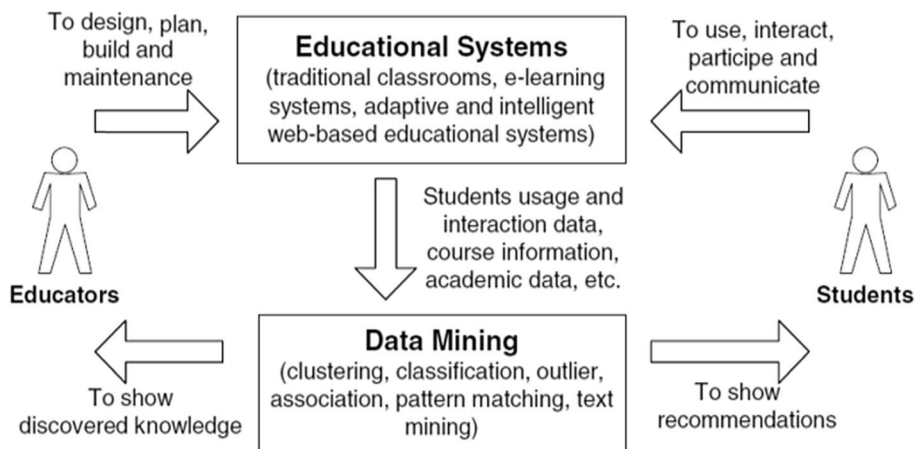 To design, plan,
build and
maintenance
Educational Systems
(traditional classrooms, e-learning
systems, adaptive and intelligent
web-based educational systems)
To use, interact,
participe and
communicate
Students usage and
interaction data,
course information,
academic data, etc.
Educators
Students
Data Mining
(clustering, classification, outlier,
association, pattern matching, text
mining)
To show
discovered knowledge
To show
recommendations